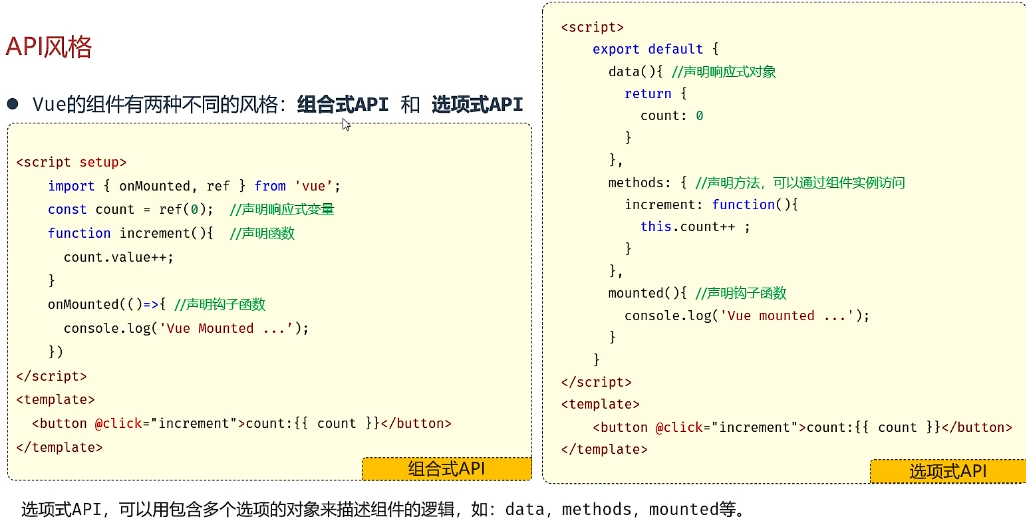 API风格
● Vue的组件有两种不同的风格：组合式API 和 选项式API
<script setup>
    import { onMounted, ref } from 'vue';
    const count = ref(0);  //声明响应式变量
    function increment(){  //声明函数
      count.value++;
    }
    onMounted(()=>{ //声明钩子函数
      console.log('Vue Mounted ...');
    })
</script>
<template>
  <button @click="increment">count:{{ count }}</button>
</template>
组合式API
<script>
    export default {
      data(){ //声明响应式对象
        return {
          count: 0
        }
      },
      methods: { //声明方法，可以通过组件实例访问
        increment: function(){
          this.count++ ;
        }
      },
      mounted(){ //声明钩子函数
        console.log('Vue mounted ...');
      }
    }
</script>
<template>
    <button @click="increment">count:{{ count }}</button>
</template>
选项式API
选项式API，可以用包含多个选项的对象来描述组件的逻辑，如：data，methods，mounted等。